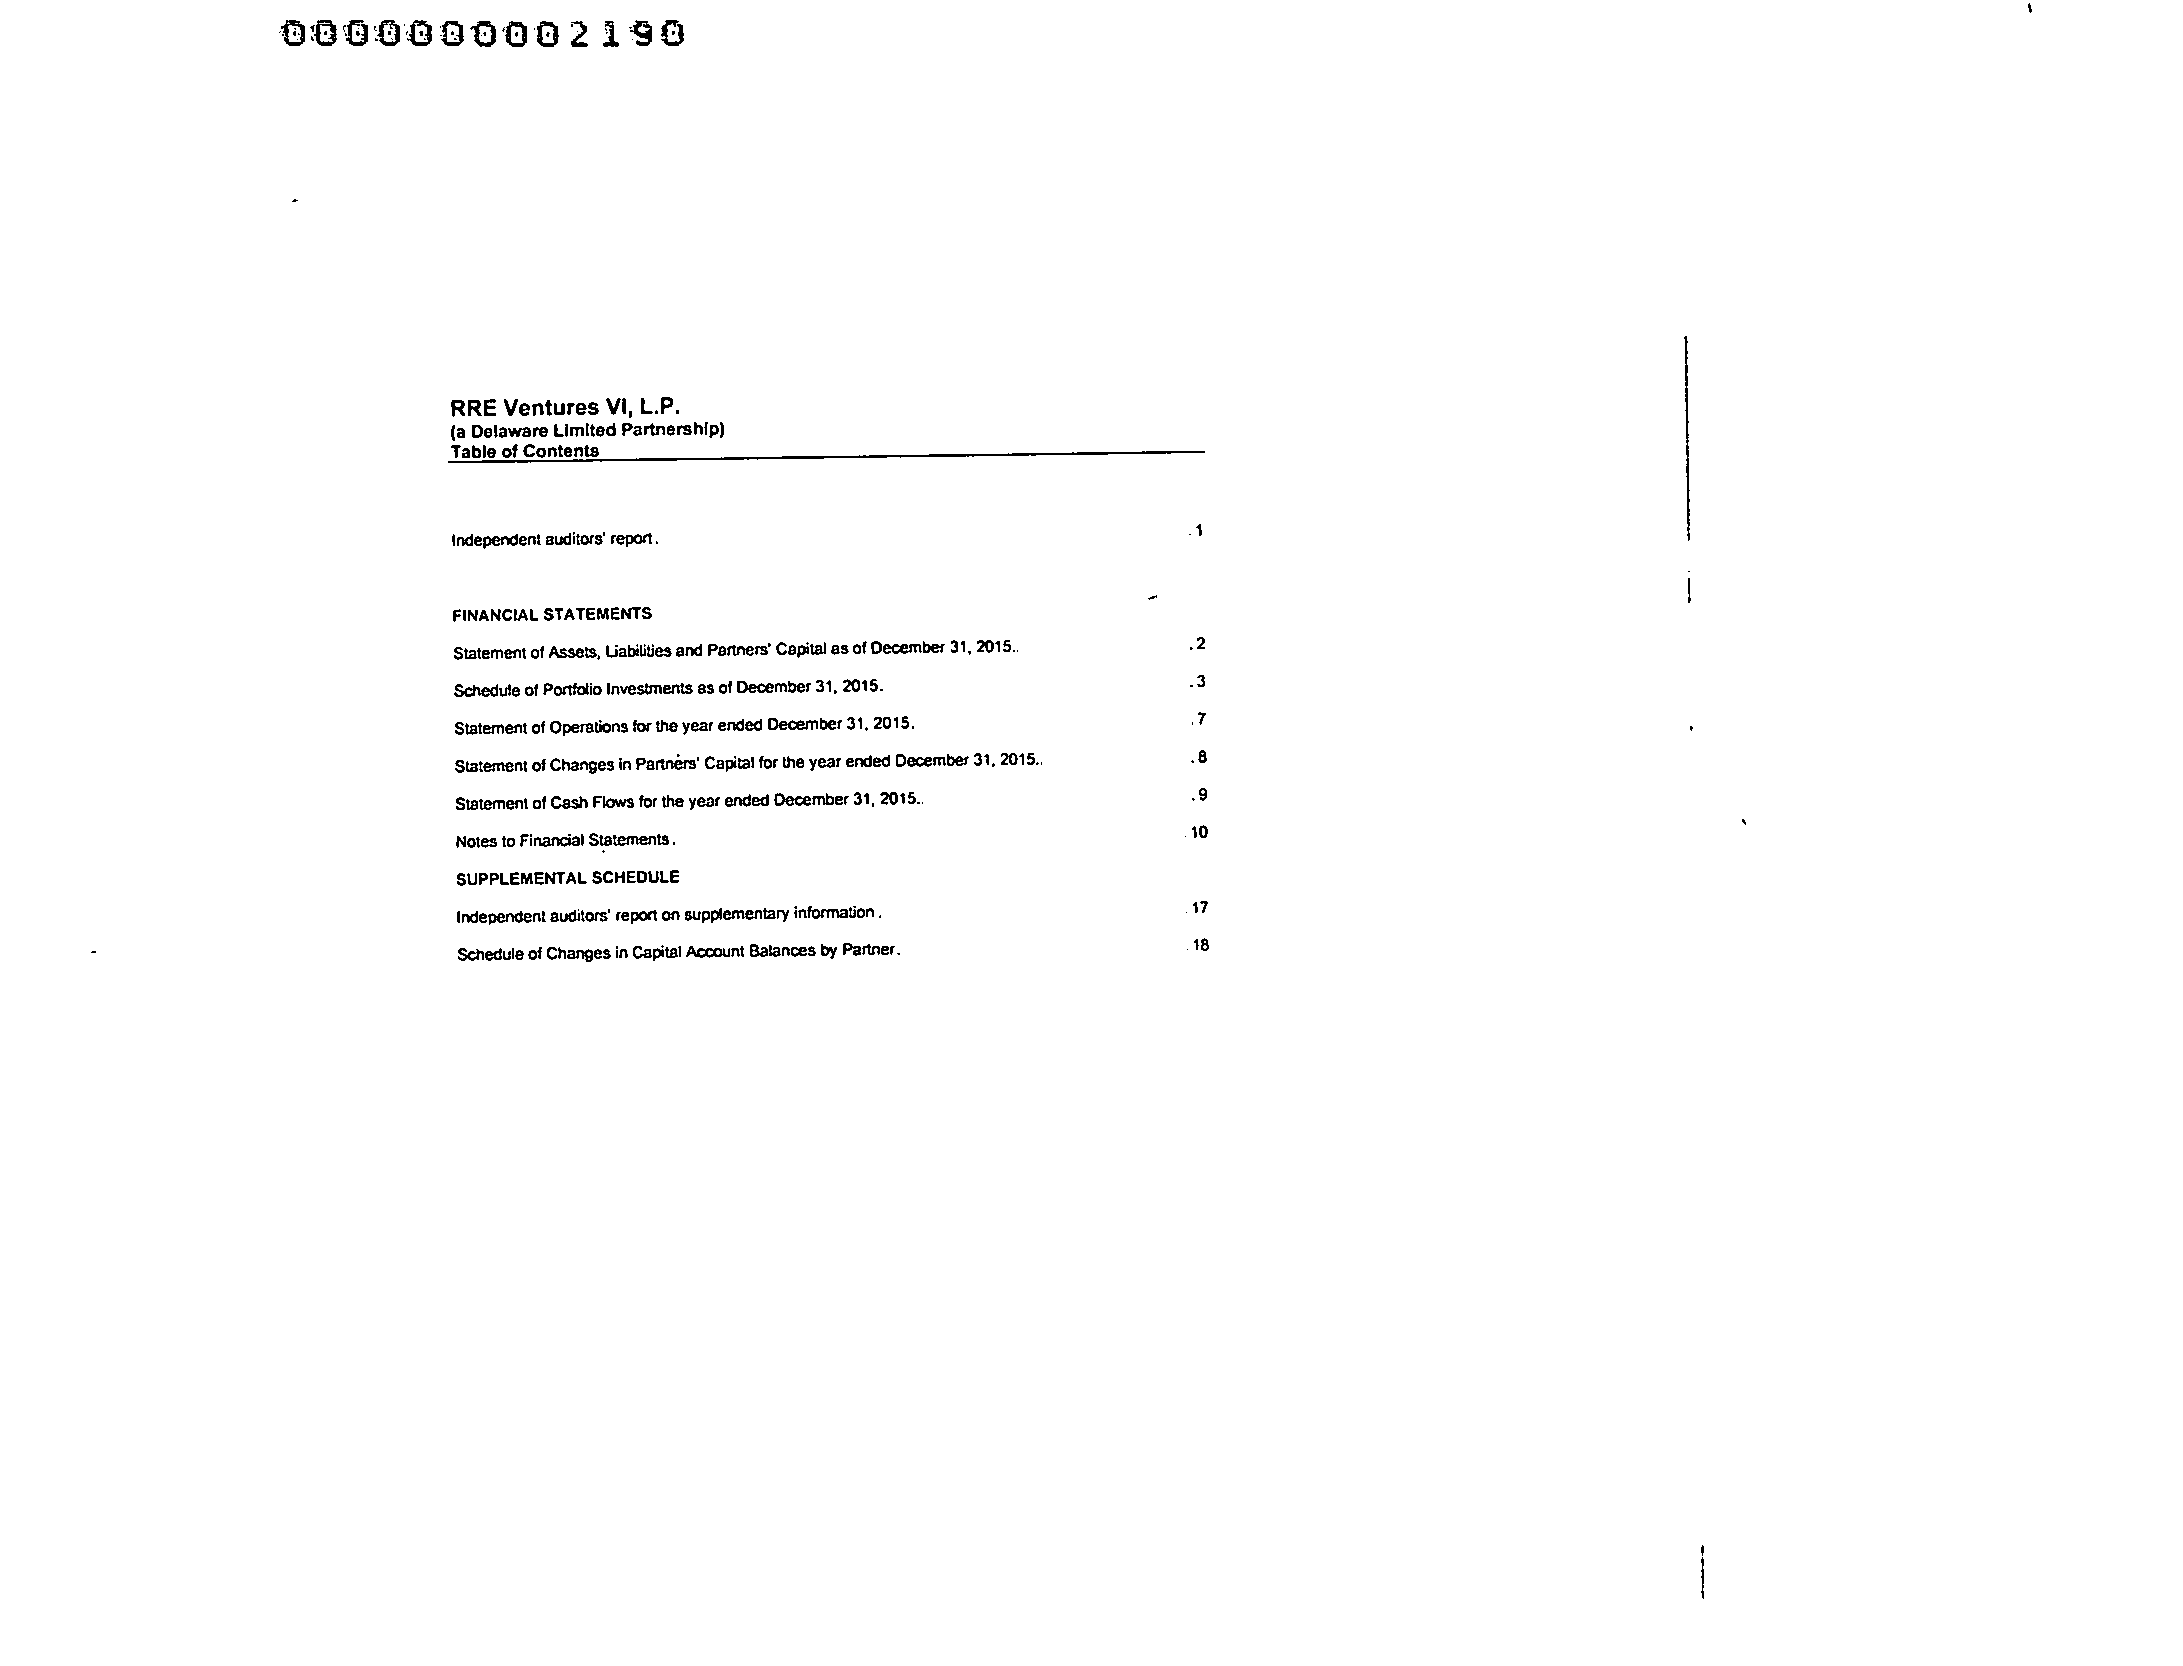 0000000002190
RRE Ventures VI, L.P.
(a Delaware Limited Partnership)
Table of Contents
Independent auditors' report. .1
FINANCIAL STATEMENTS
Statement of Assets, Liabilities and Partners' Capital as of December 31, 2015.. .2
Schedule of Portfolio Investments as of December 31, 2015. .3
Statement of Operations for the year ended December 31, 2015. .7
Statement of Changes in Partners' Capital for the year ended December 31, 2015.. .8
Statement of Cash Flows for the year ended December 31, 2015.. .9
Notes to Financial Statements. .10
SUPPLEMENTAL SCHEDULE
Independent auditors' report on supplementary information. .17
Schedule of Changes in Capital Account Balances by Partner. .18